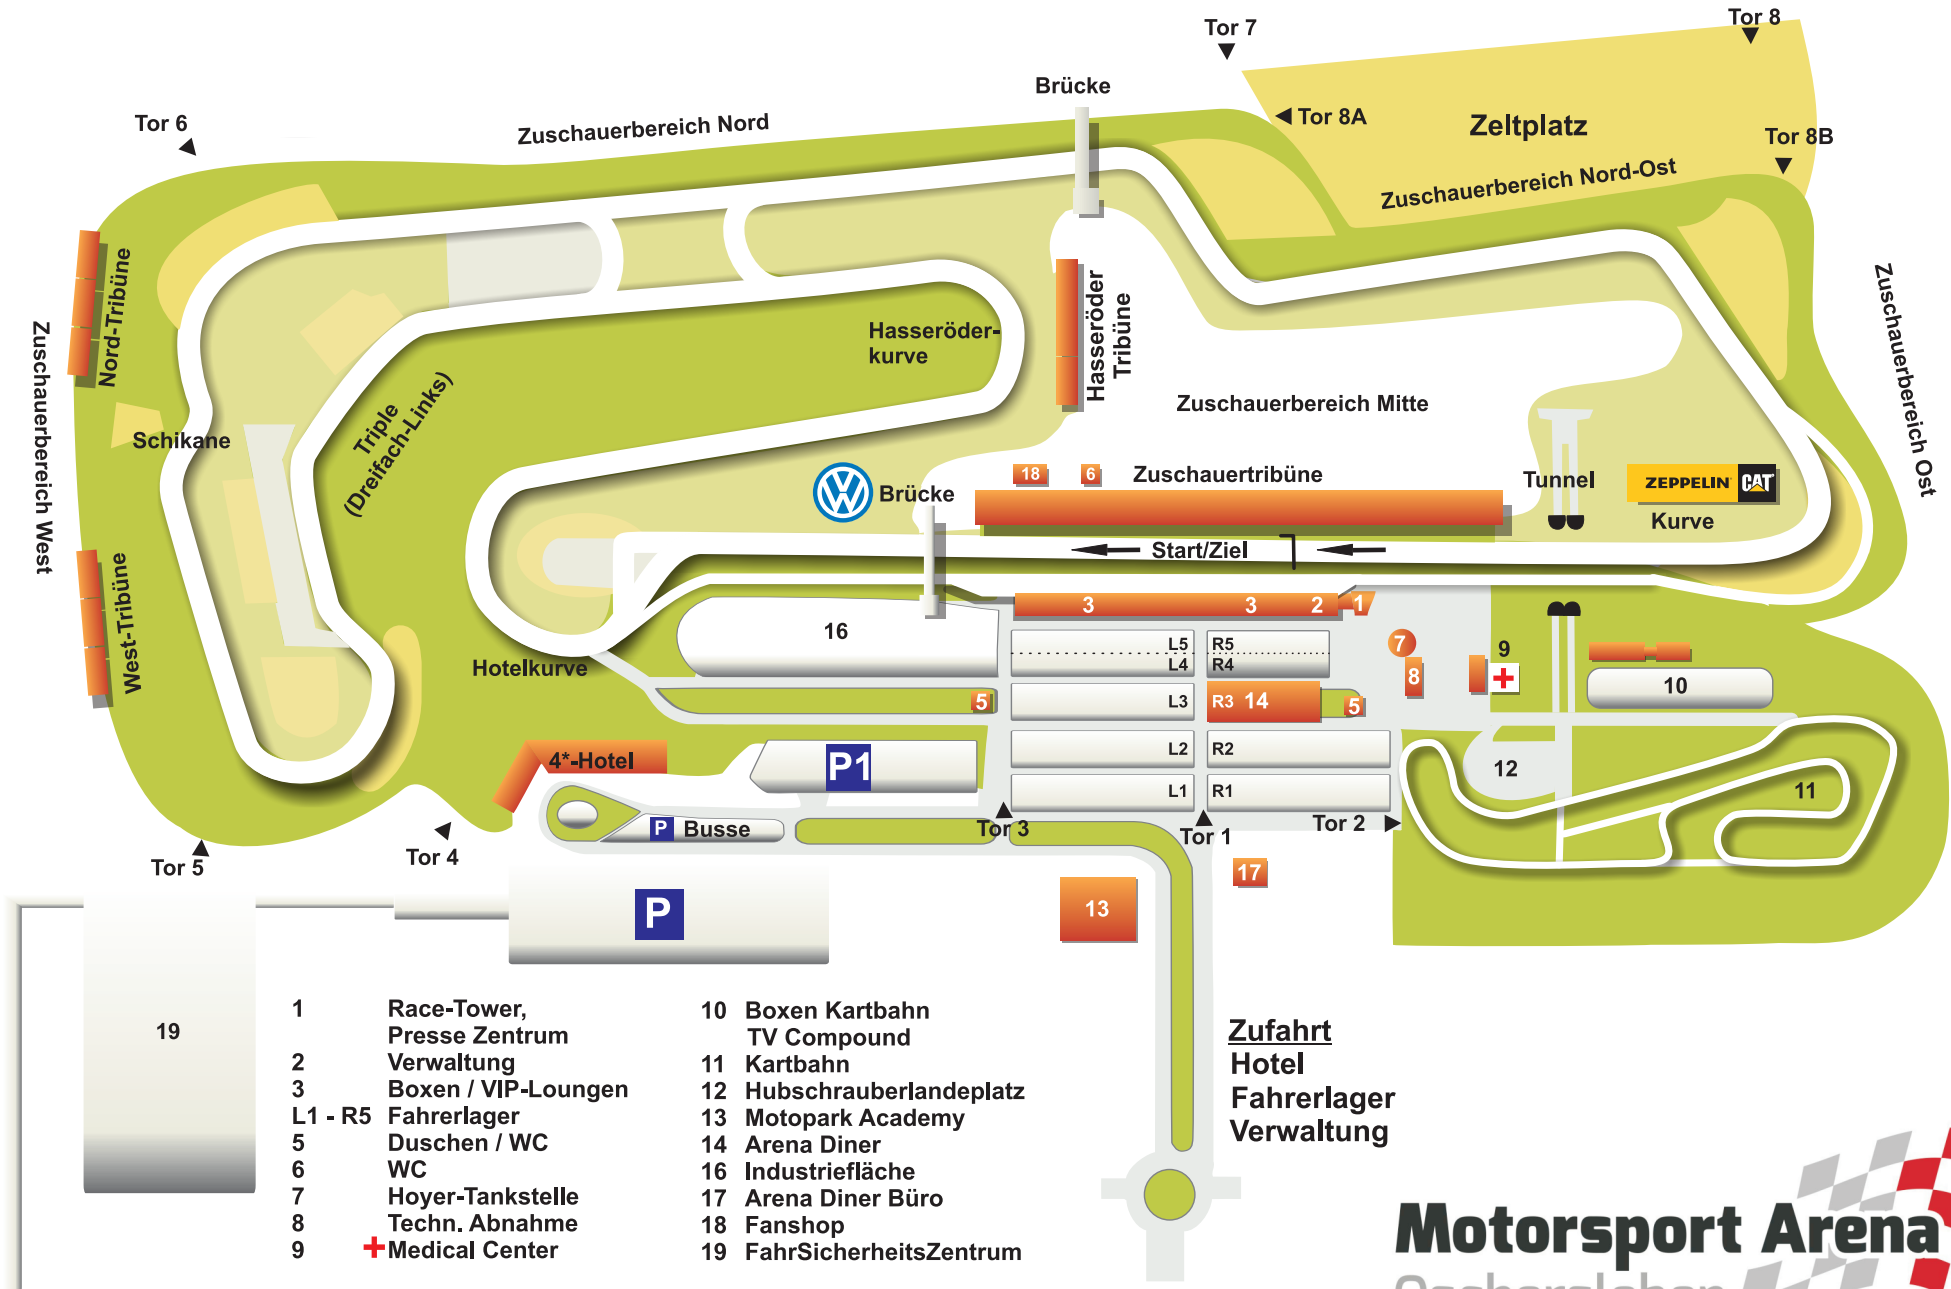 Tor 7
Tor 8
Brücke
Tor 8A
Zeltplatz
Tor 8B
Tor 6
Zuschauerbereich Nord
Zuschauerbereich Nord-Ost
Nord-Tribüne
Zuschauerbereich West
Hasseröder-
kurve
Hasseröder
Tribüne
Zuschauerbereich Ost
Zuschauerbereich Mitte
Schikane
Triple
(Dreifach-Links)
VW
Brücke
18
6
Zuschauertribüne
Tunnel
ZEPPELIN CAT
Kurve
Start/Ziel
West-Tribüne
3
3
2
1
16
L5
R5
L4
R4
7
9
8
10
Hotelkurve
5
L3
R3
14
5
4*-Hotel
P1
L2
R2
12
L1
R1
11
P Busse
Tor 3
Tor 1
Tor 2
Tor 5
Tor 4
17
P
13
19
1 Race-Tower,
Presse Zentrum
2 Verwaltung
3 Boxen / VIP-Loungen
L1 - R5 Fahrerlager
5 Duschen / WC
6 WC
7 Hoyer-Tankstelle
8 Techn. Abnahme
9 Medical Center
10 Boxen Kartbahn
TV Compound
11 Kartbahn
12 Hubschrauberlandeplatz
13 Motopark Academy
14 Arena Diner
16 Industriefläche
17 Arena Diner Büro
18 Fanshop
19 FahrSicherheitsZentrum
Zufahrt
Hotel
Fahrerlager
Verwaltung
Motorsport Arena